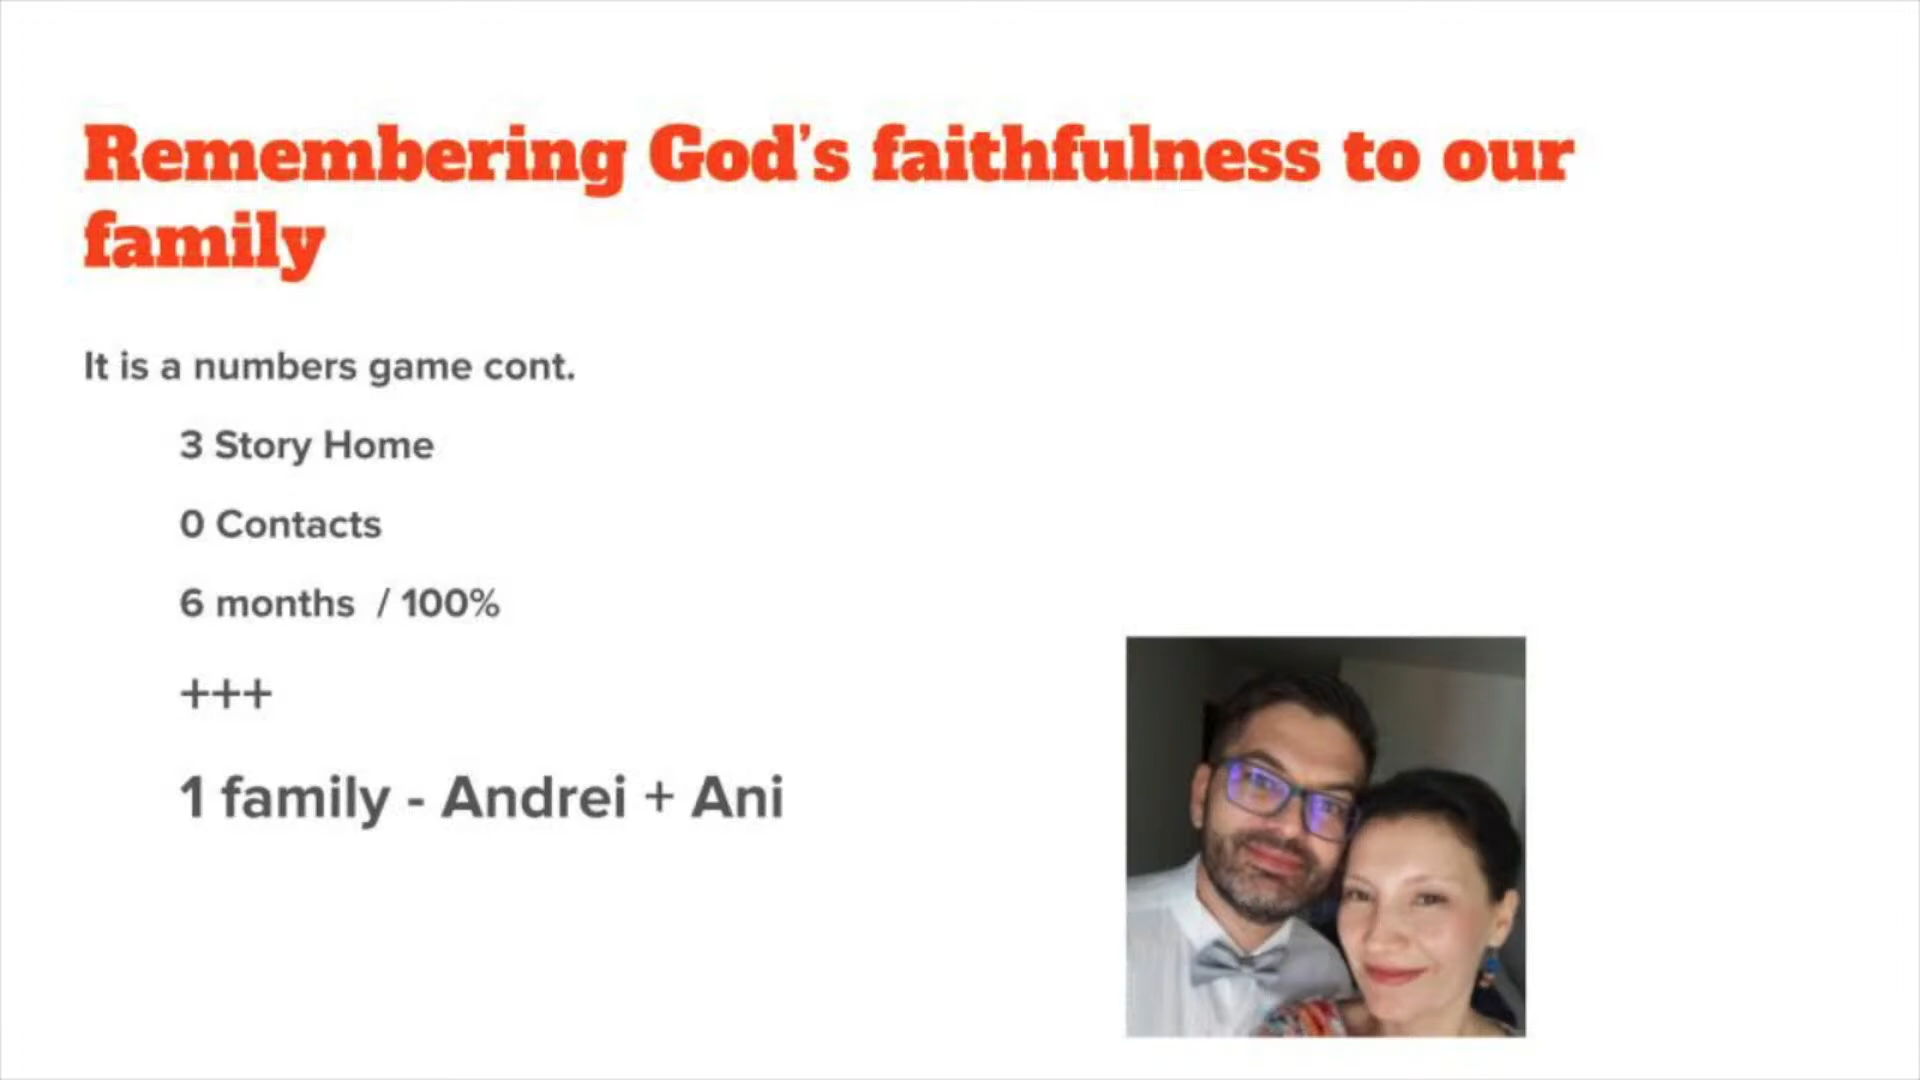 Remembering God's faithfulness to our
family
It is a numbers game cont.
3 Story Home
0 Contacts
6 months / 100%
+++
1 family - Andrei + Ani